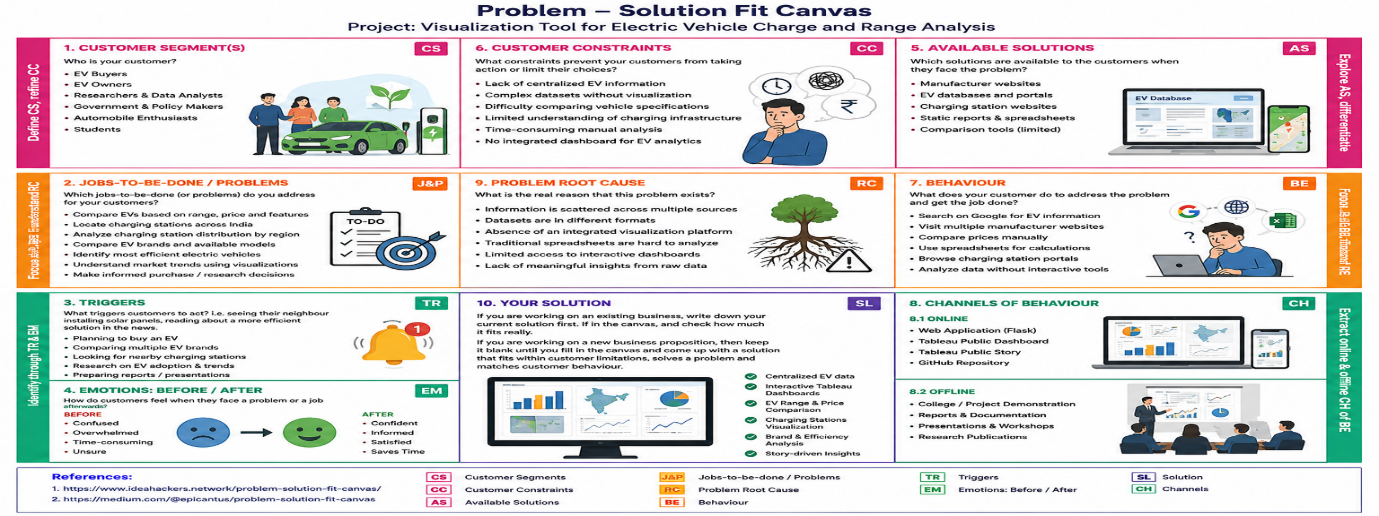 Problem – Solution Fit Canvas
Project: Visualization Tool for Electric Vehicle Charge and Range Analysis
Define CS, refine CC
1. CUSTOMER SEGMENT(S)
CS
Who is your customer?
• EV Buyers
• EV Owners
• Researchers & Data Analysts
• Government & Policy Makers
• Automobile Enthusiasts
• Students
6. CUSTOMER CONSTRAINTS
CC
What constraints prevent your customers from taking
action or limit their choices?
• Lack of centralized EV information
• Complex datasets without visualization
• Difficulty comparing vehicle specifications
• Limited understanding of charging infrastructure
• Time-consuming manual analysis
• No integrated dashboard for EV analytics
₹
5. AVAILABLE SOLUTIONS
AS
Which solutions are available to the customers when
they face the problem?
• Manufacturer websites
• EV databases and portals
• Charging station websites
• Static reports & spreadsheets
• Comparison tools (limited)
EV Database
Explore AS, differentiate
2. JOBS-TO-BE-DONE / PROBLEMS
J&P
Which jobs-to-be-done (or problems) do you address
for your customers?
• Compare EVs based on range, price and features
• Locate charging stations across India
• Analyze charging station distribution by region
• Compare EV brands and available models
• Identify most efficient electric vehicles
• Understand market trends using visualizations
• Make informed purchase / research decisions
TO-DO
9. PROBLEM ROOT CAUSE
RC
What is the real reason that this problem exists?
• Information is scattered across multiple sources
• Datasets are in different formats
• Absence of an integrated visualization platform
• Traditional spreadsheets are hard to analyze
• Limited access to interactive dashboards
• Lack of meaningful insights from raw data
7. BEHAVIOUR
BE
What does your customer do to address the problem
and get the job done?
• Search on Google for EV information
• Visit multiple manufacturer websites
• Compare prices manually
• Use spreadsheets for calculations
• Browse charging station portals
• Analyze data without interactive tools
G
?
X
Identify through TR & EM
3. TRIGGERS
TR
What triggers customers to act? i.e. seeing their neighbour
installing solar panels, reading about a more efficient
solution in the news.
• Planning to buy an EV
• Comparing multiple EV brands
• Looking for nearby charging stations
• Research on EV adoption & trends
• Preparing reports / presentations
1
4. EMOTIONS: BEFORE / AFTER
EM
How do customers feel when they face a problem or a job
afterwards?
BEFORE
• Confused
• Overwhelmed
• Time-consuming
• Unsure
AFTER
• Confident
• Informed
• Satisfied
• Saves Time
10. YOUR SOLUTION
SL
If you are working on an existing business, write down your
current solution first. If in the canvas, and check how much
it fits really.
If you are working on a new business proposition, then keep
it blank until you fill in the canvas and come up with a solution
that fits within customer limitations, solves a problem and
matches customer behaviour.
Centralized EV data
Interactive Tableau
Dashboards
EV Range & Price
Comparison
Charging Stations
Visualization
Brand & Efficiency
Analysis
Story-driven Insights
8. CHANNELS OF BEHAVIOUR
CH
8.1 ONLINE
• Web Application (Flask)
• Tableau Public Dashboard
• Tableau Public Story
• GitHub Repository
8.2 OFFLINE
• College / Project Demonstration
• Reports & Documentation
• Presentations & Workshops
• Research Publications
Extract online & offline CH of BE
References:
1. https://www.ideahackers.network/problem-solution-fit-canvas/
2. https://medium.com/@epicantus/problem-solution-fit-canvas
CS Customer Segments
CC Customer Constraints
AS Available Solutions
J&P Jobs-to-be-done / Problems
RC Problem Root Cause
BE Behaviour
TR Triggers
EM Emotions: Before / After
SL Solution
CH Channels